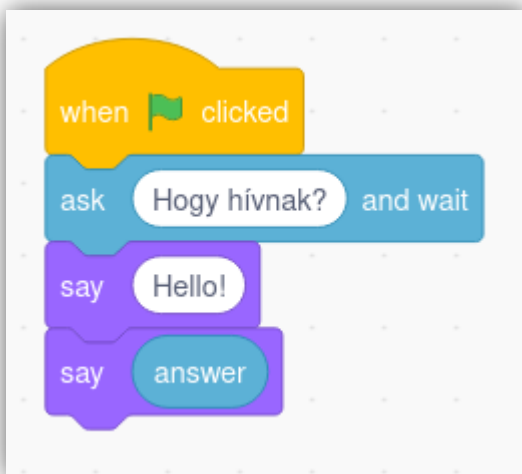 when clicked
ask Hogy hívnak? and wait
say Hello!
say answer